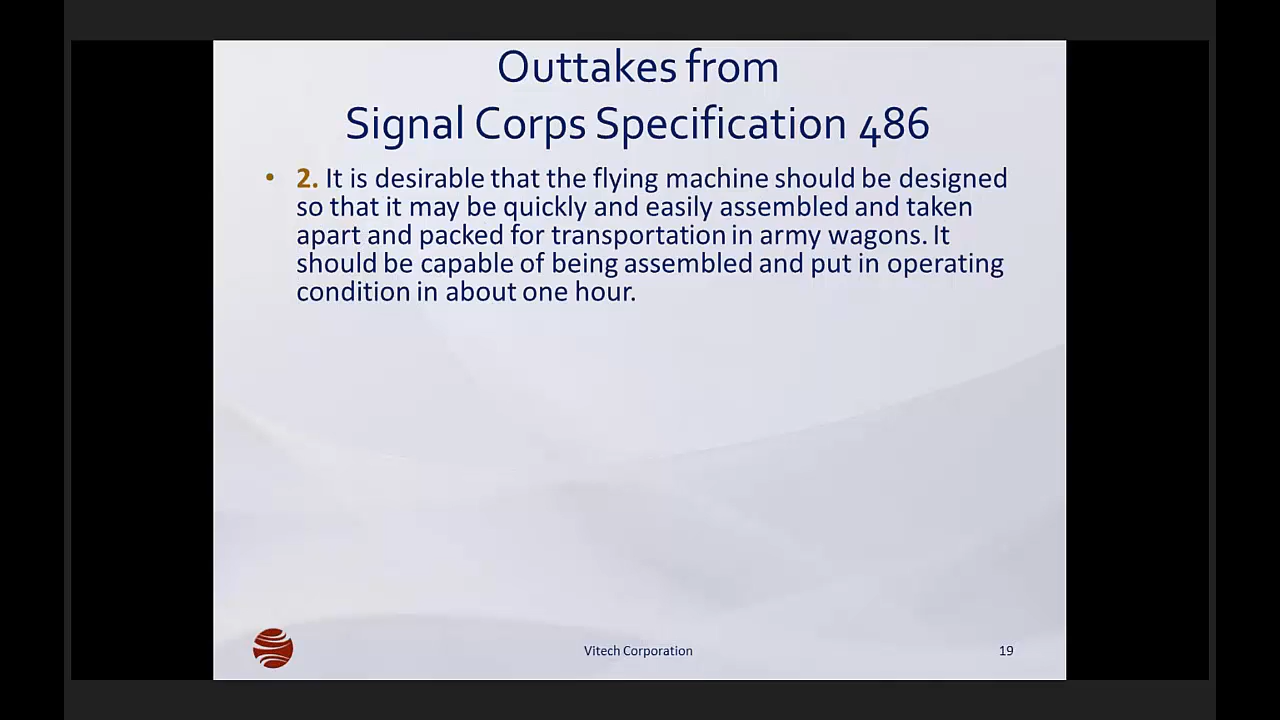 Outtakes from
Signal Corps Specification 486
• 2. It is desirable that the flying machine should be designed
so that it may be quickly and easily assembled and taken
apart and packed for transportation in army wagons. It
should be capable of being assembled and put in operating
condition in about one hour.
Vitech Corporation
19